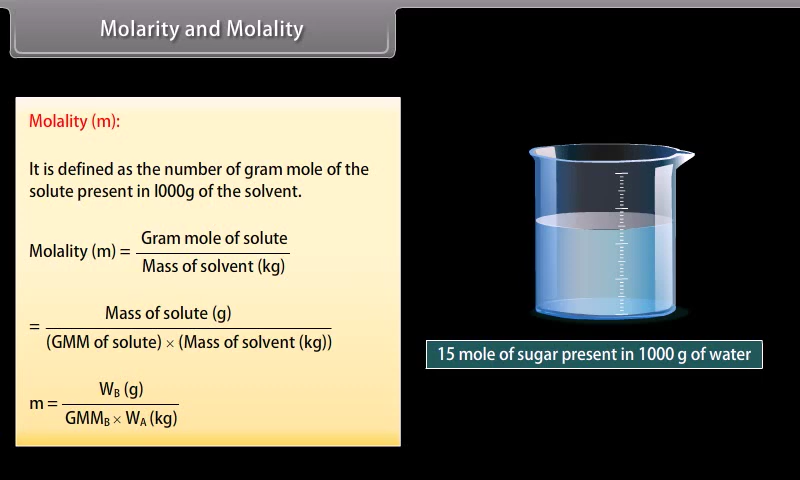 Molarity and Molality
Molality (m):
It is defined as the number of gram mole of the
solute present in l000g of the solvent.
Molality (m) = Gram mole of solute / Mass of solvent (kg)
= Mass of solute (g) / (GMM of solute) × (Mass of solvent (kg))
m = W_B (g) / GMM_B × W_A (kg)
15 mole of sugar present in 1000 g of water